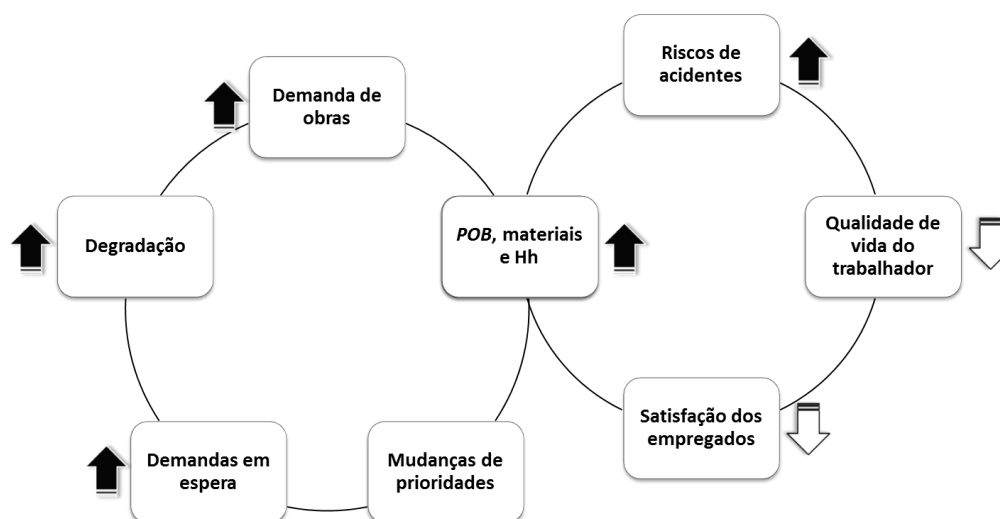 Riscos de
acidentes
Demanda de
obras
Degradação
POB, materiais
e Hh
Qualidade de
vida do
trabalhador
Satisfação dos
empregados
Demandas em
espera
Mudanças de
prioridades